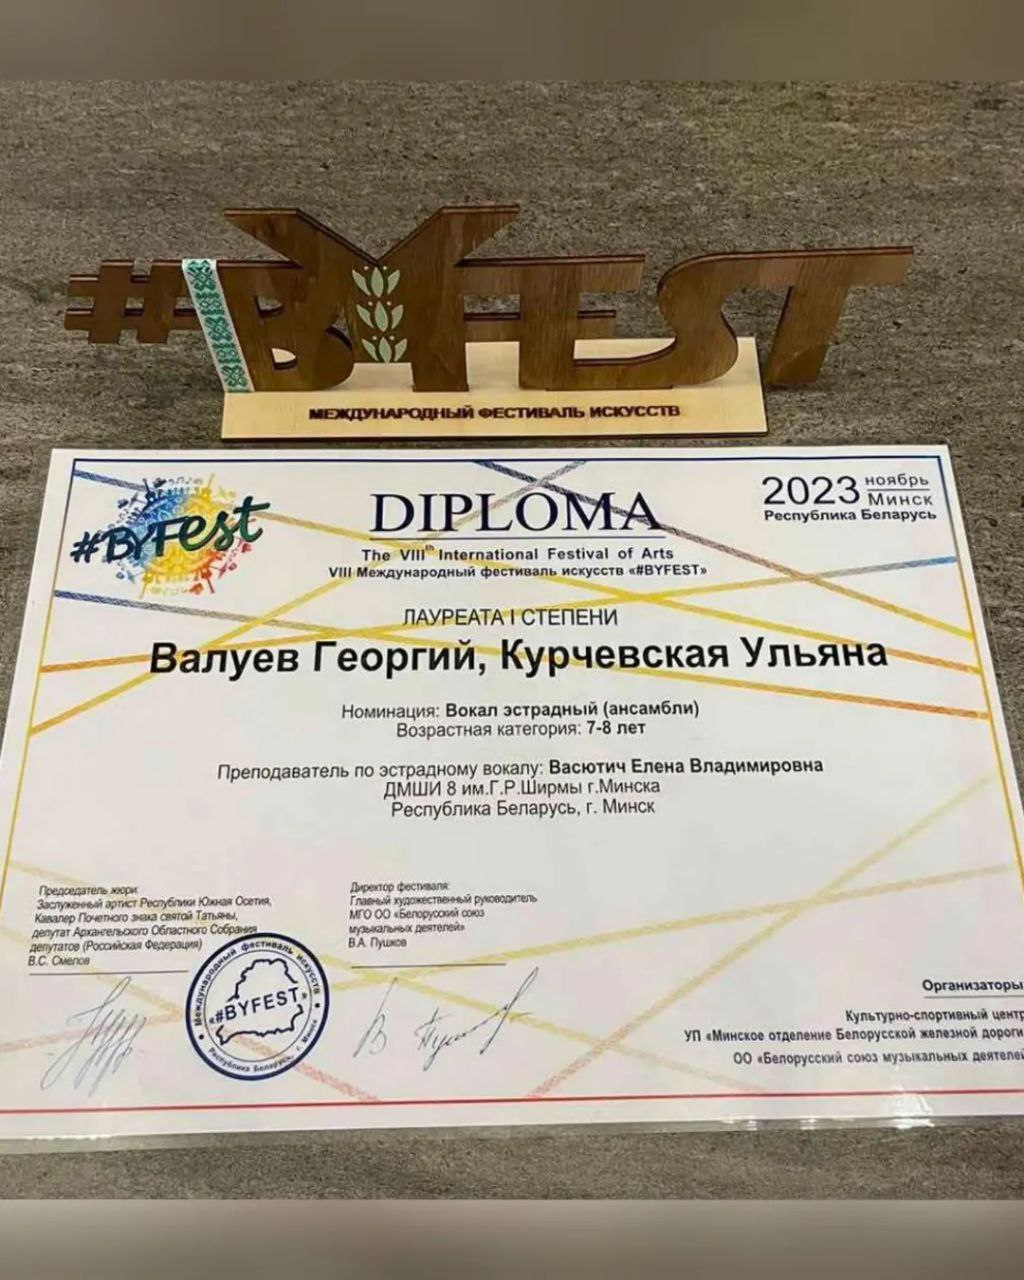 #BYFEST
МЕЖДУНАРОДНЫЙ ФЕСТИВАЛЬ ИСКУССТВ
#BYFest
DIPLOMA
2023 ноябрь
Минск
Республика Беларусь
The VIIIth International Festival of Arts
VIII Международный фестиваль искусств «#BYFEST»
ЛАУРЕАТА I СТЕПЕНИ
Валуев Георгий, Курчевская Ульяна
Номинация: Вокал эстрадный (ансамбли)
Возрастная категория: 7-8 лет
Преподаватель по эстрадному вокалу: Васютич Елена Владимировна
ДМШИ 8 им.Г.Р.Ширмы г.Минска
Республика Беларусь, г. Минск
Председатель жюри:
Заслуженный артист Республики Южная Осетия,
Кавалер Почетного знака святой Татьяны,
депутат Архангельского Областного Собрания
депутатов (Российская Федерация)
В.С. Смелов
Директор фестиваля:
Главный художественный руководитель
МГО ОО «Белорусский союз
музыкальных деятелей»
В.А. Пушков
Международный фестиваль искусств
«#BYFEST»
Республика Беларусь, г. Минск
Организаторы
Культурно-спортивный центр
УП «Минское отделение Белорусской железной дороги
ОО «Белорусский союз музыкальных деятелей